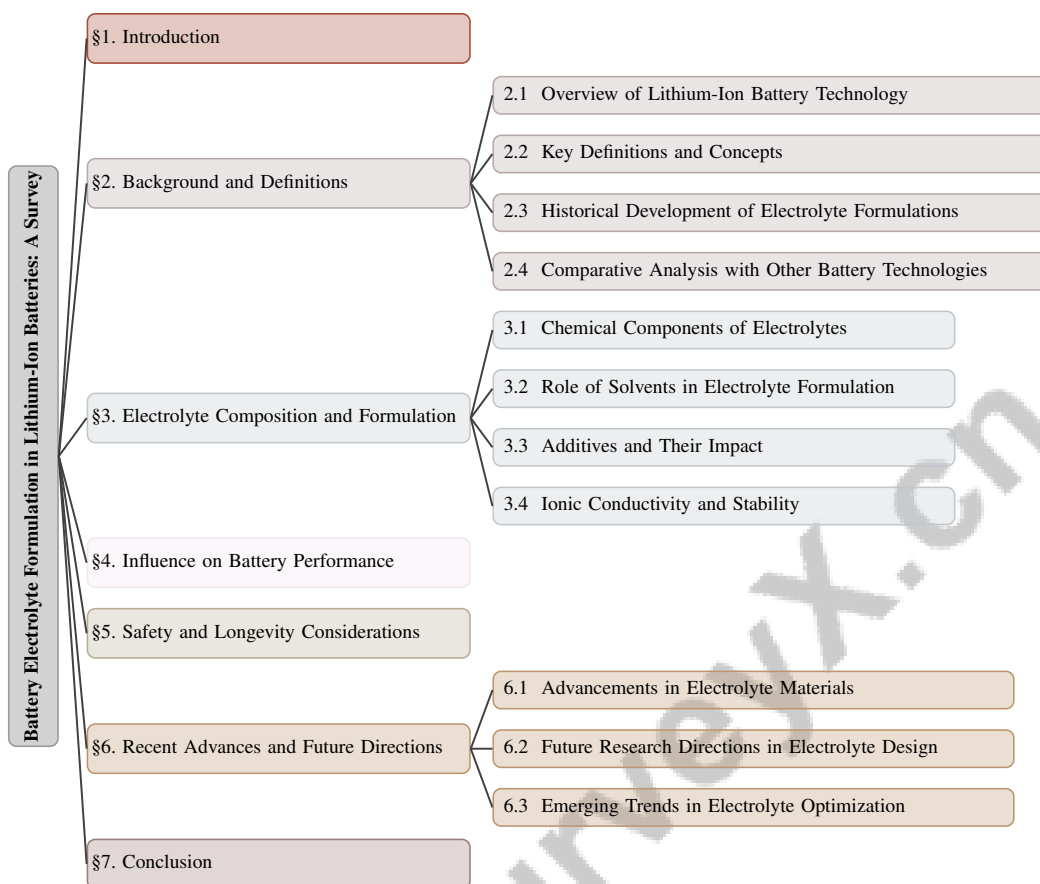 Battery Electrolyte Formulation in Lithium-Ion Batteries: A Survey
§1. Introduction
§2. Background and Definitions
2.1 Overview of Lithium-Ion Battery Technology
2.2 Key Definitions and Concepts
2.3 Historical Development of Electrolyte Formulations
2.4 Comparative Analysis with Other Battery Technologies
§3. Electrolyte Composition and Formulation
3.1 Chemical Components of Electrolytes
3.2 Role of Solvents in Electrolyte Formulation
3.3 Additives and Their Impact
3.4 Ionic Conductivity and Stability
§4. Influence on Battery Performance
§5. Safety and Longevity Considerations
§6. Recent Advances and Future Directions
6.1 Advancements in Electrolyte Materials
6.2 Future Research Directions in Electrolyte Design
6.3 Emerging Trends in Electrolyte Optimization
§7. Conclusion
urveyX.cn